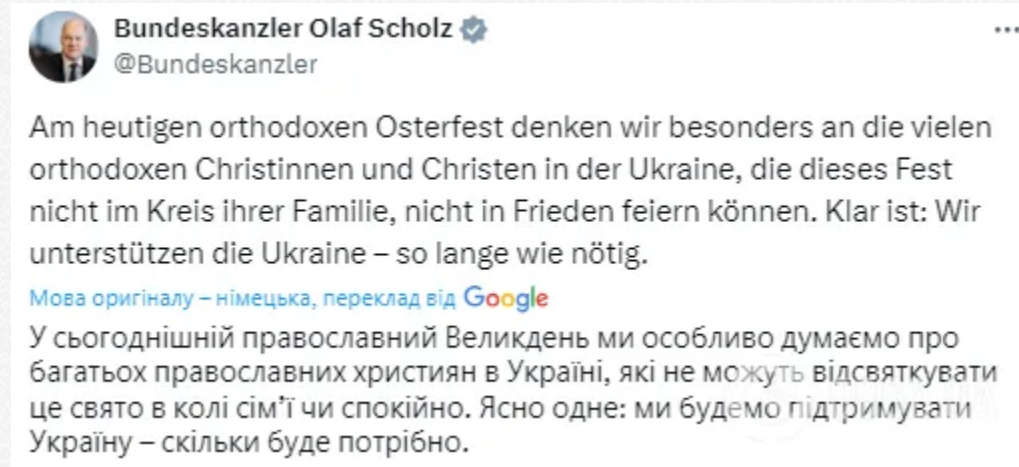 Bundeskanzler Olaf Scholz
@Bundeskanzler
Am heutigen orthodoxen Osterfest denken wir besonders an die vielen
orthodoxen Christinnen und Christen in der Ukraine, die dieses Fest
nicht im Kreis ihrer Familie, nicht in Frieden feiern können. Klar ist: Wir
unterstützen die Ukraine – so lange wie nötig.
Мова оригіналу – німецька, переклад від Google
У сьогоднішній православний Великдень ми особливо думаємо про
багатьох православних християн в Україні, які не можуть відсвяткувати
це свято в колі сім’ї чи спокійно. Ясно одне: ми будемо підтримувати
Україну – скільки буде потрібно.